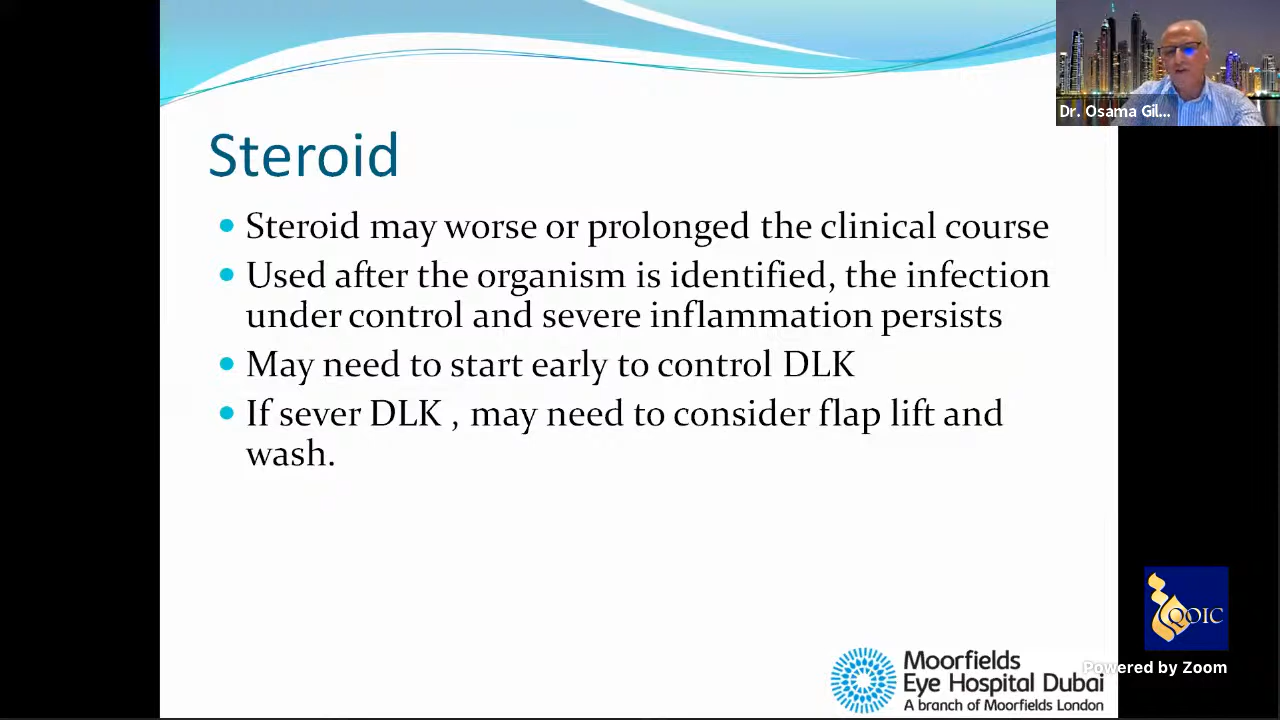 Dr. Osama Gil...
Steroid
Steroid may worse or prolonged the clinical course
Used after the organism is identified, the infection
under control and severe inflammation persists
May need to start early to control DLK
If sever DLK , may need to consider flap lift and
wash.
QOIC
Powered by Zoom
Moorfields
Eye Hospital Dubai
A branch of Moorfields London